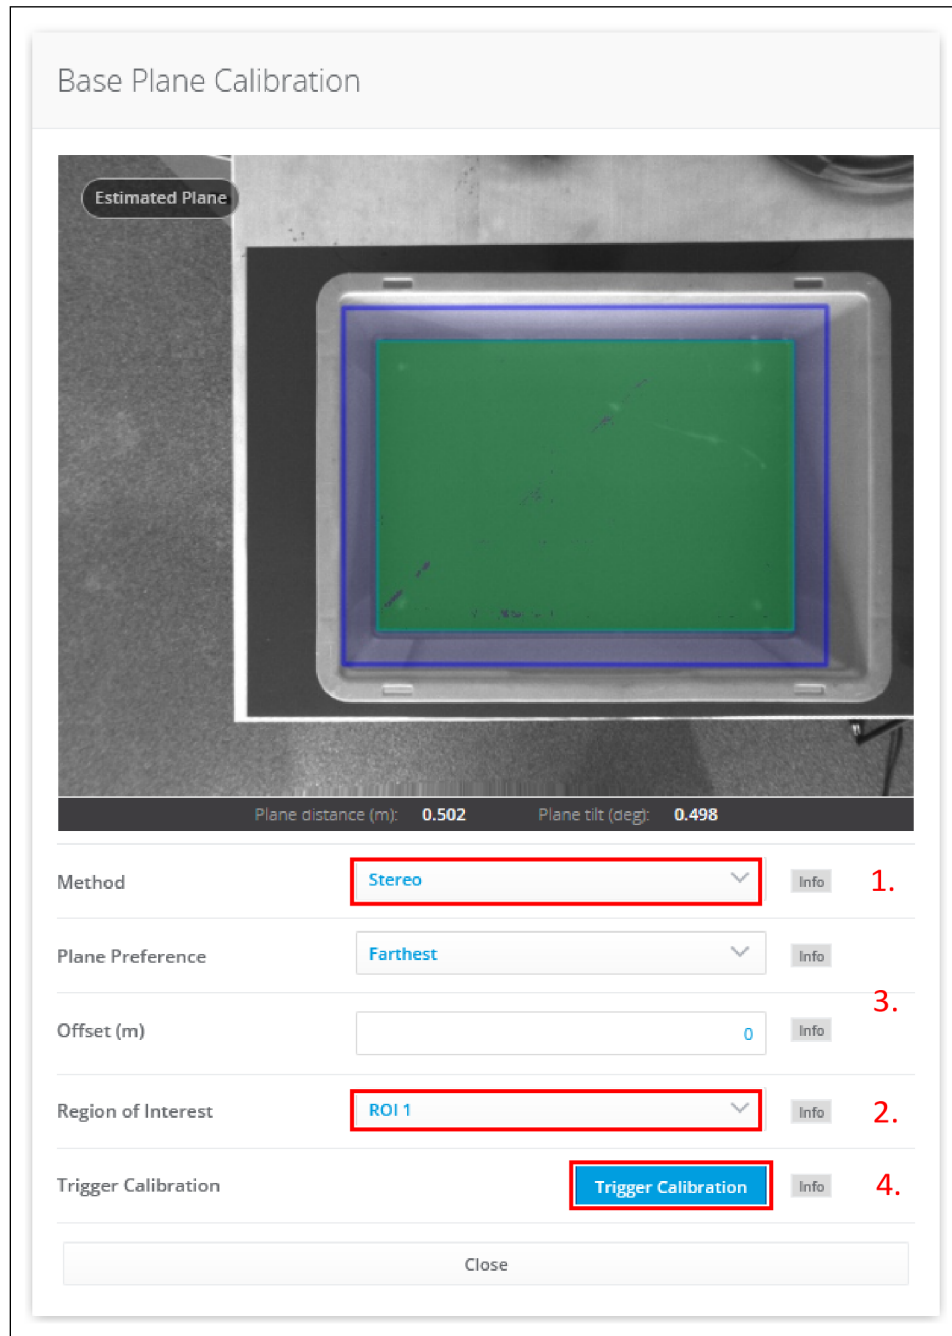 Base Plane Calibration
Estimated Plane
Plane distance (m): 0.502 Plane tilt (deg): 0.498
Method Stereo Info 1.
Plane Preference Farthest Info
3.
Offset (m) 0 Info
Region of Interest ROI 1 Info 2.
Trigger Calibration Trigger Calibration Info 4.
Close